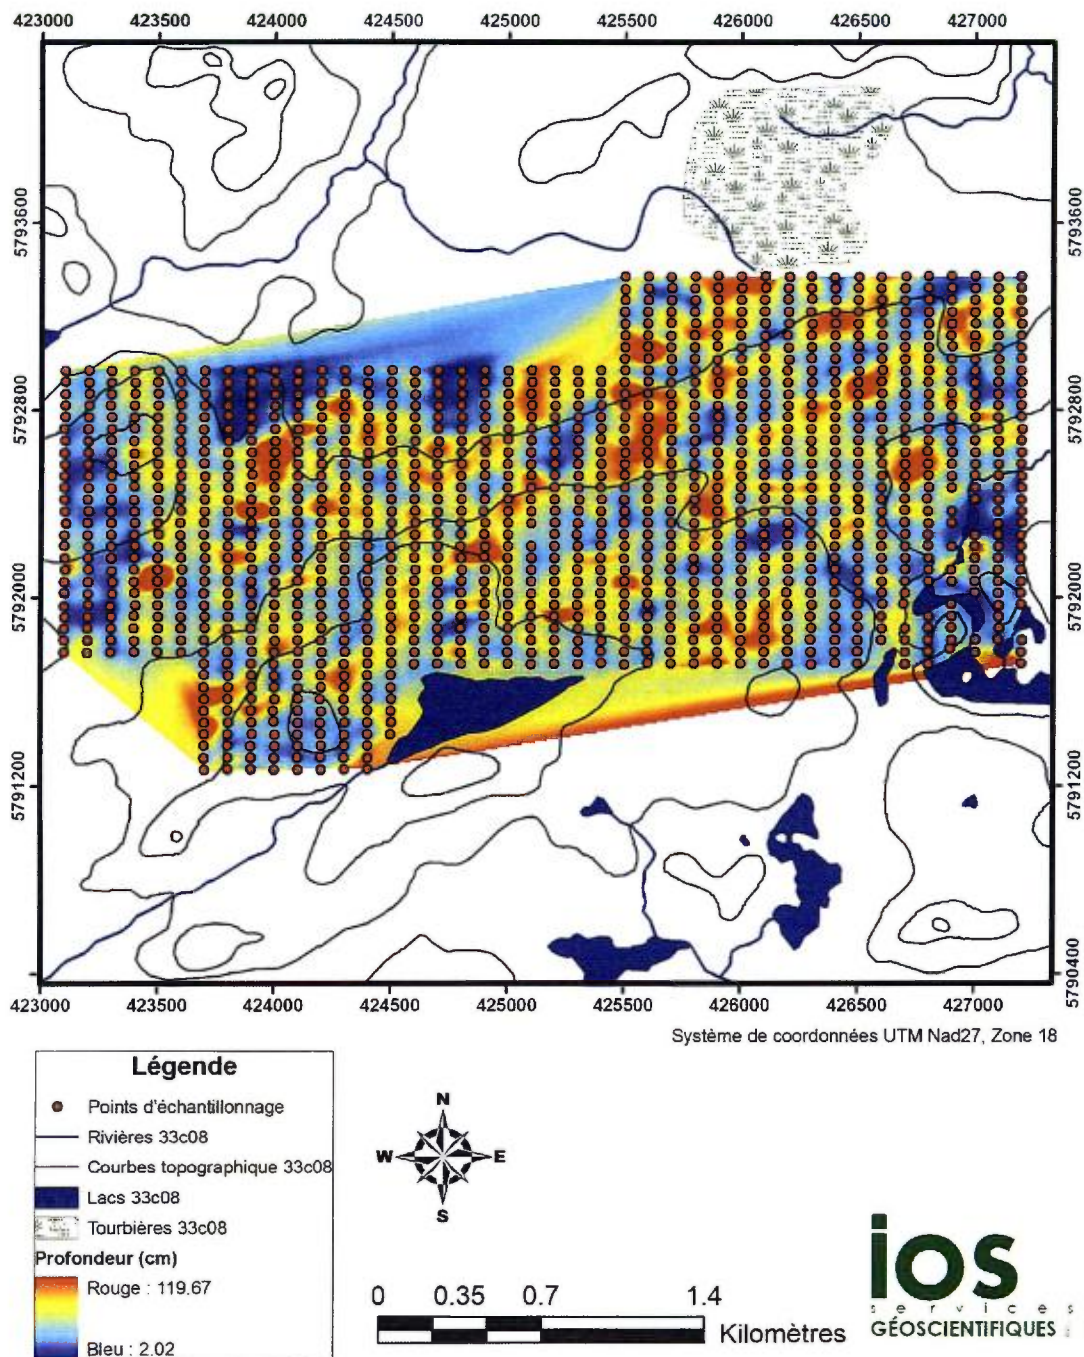 423000 423500 424000 424500 425000 425500 426000 426500 427000
5793600 5793600
5792800 5792800
5792000 5792000
5791200 5791200
5790400
423000 423500 424000 424500 425000 425500 426000 426500 427000
Système de coordonnées UTM Nad27, Zone 18
Légende
Points d'échantillonnage
Rivières 33c08
Courbes topographique 33c08
Lacs 33c08
Tourbières 33c08
Profondeur (cm)
Rouge : 119.67
Bleu : 2.02
N
W E
S
0 0.35 0.7 1.4
Kilomètres
ios
services
GÉOSCIENTIFIQUES